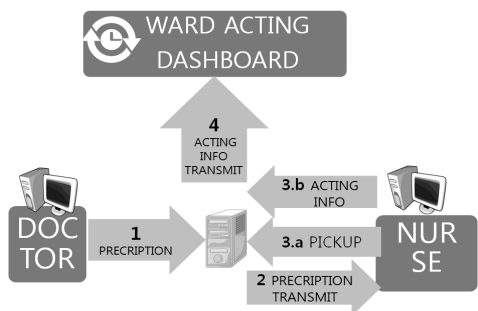 WARD ACTING
DASHBOARD
4
ACTING
INFO
TRANSMIT
3.b ACTING
INFO
DOC
TOR
1
PRECRIPTION
3.a PICKUP
NUR
SE
2 PRECRIPTION
TRANSMIT